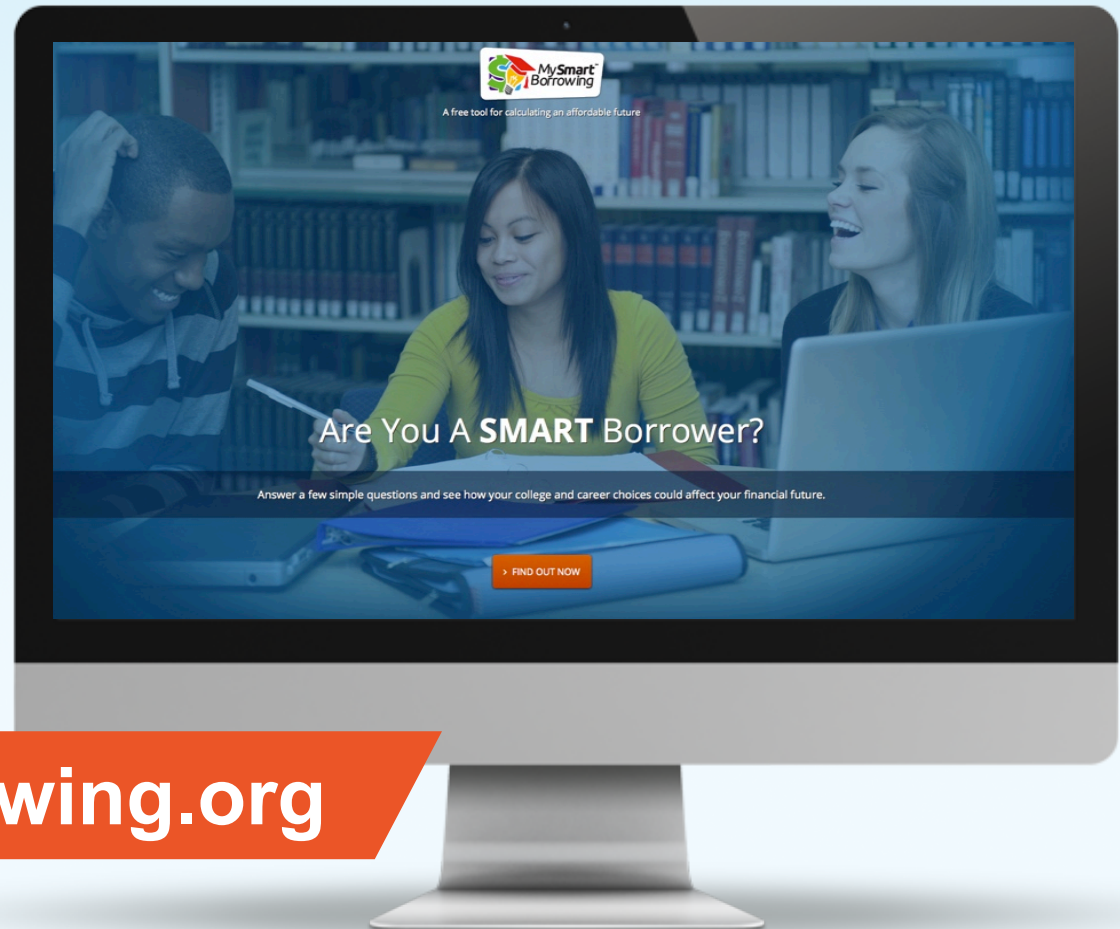 My Smart™
Borrowing
A free tool for calculating an affordable future
Are You A SMART Borrower?
Answer a few simple questions and see how your college and career choices could affect your financial future.
> FIND OUT NOW
wing.org